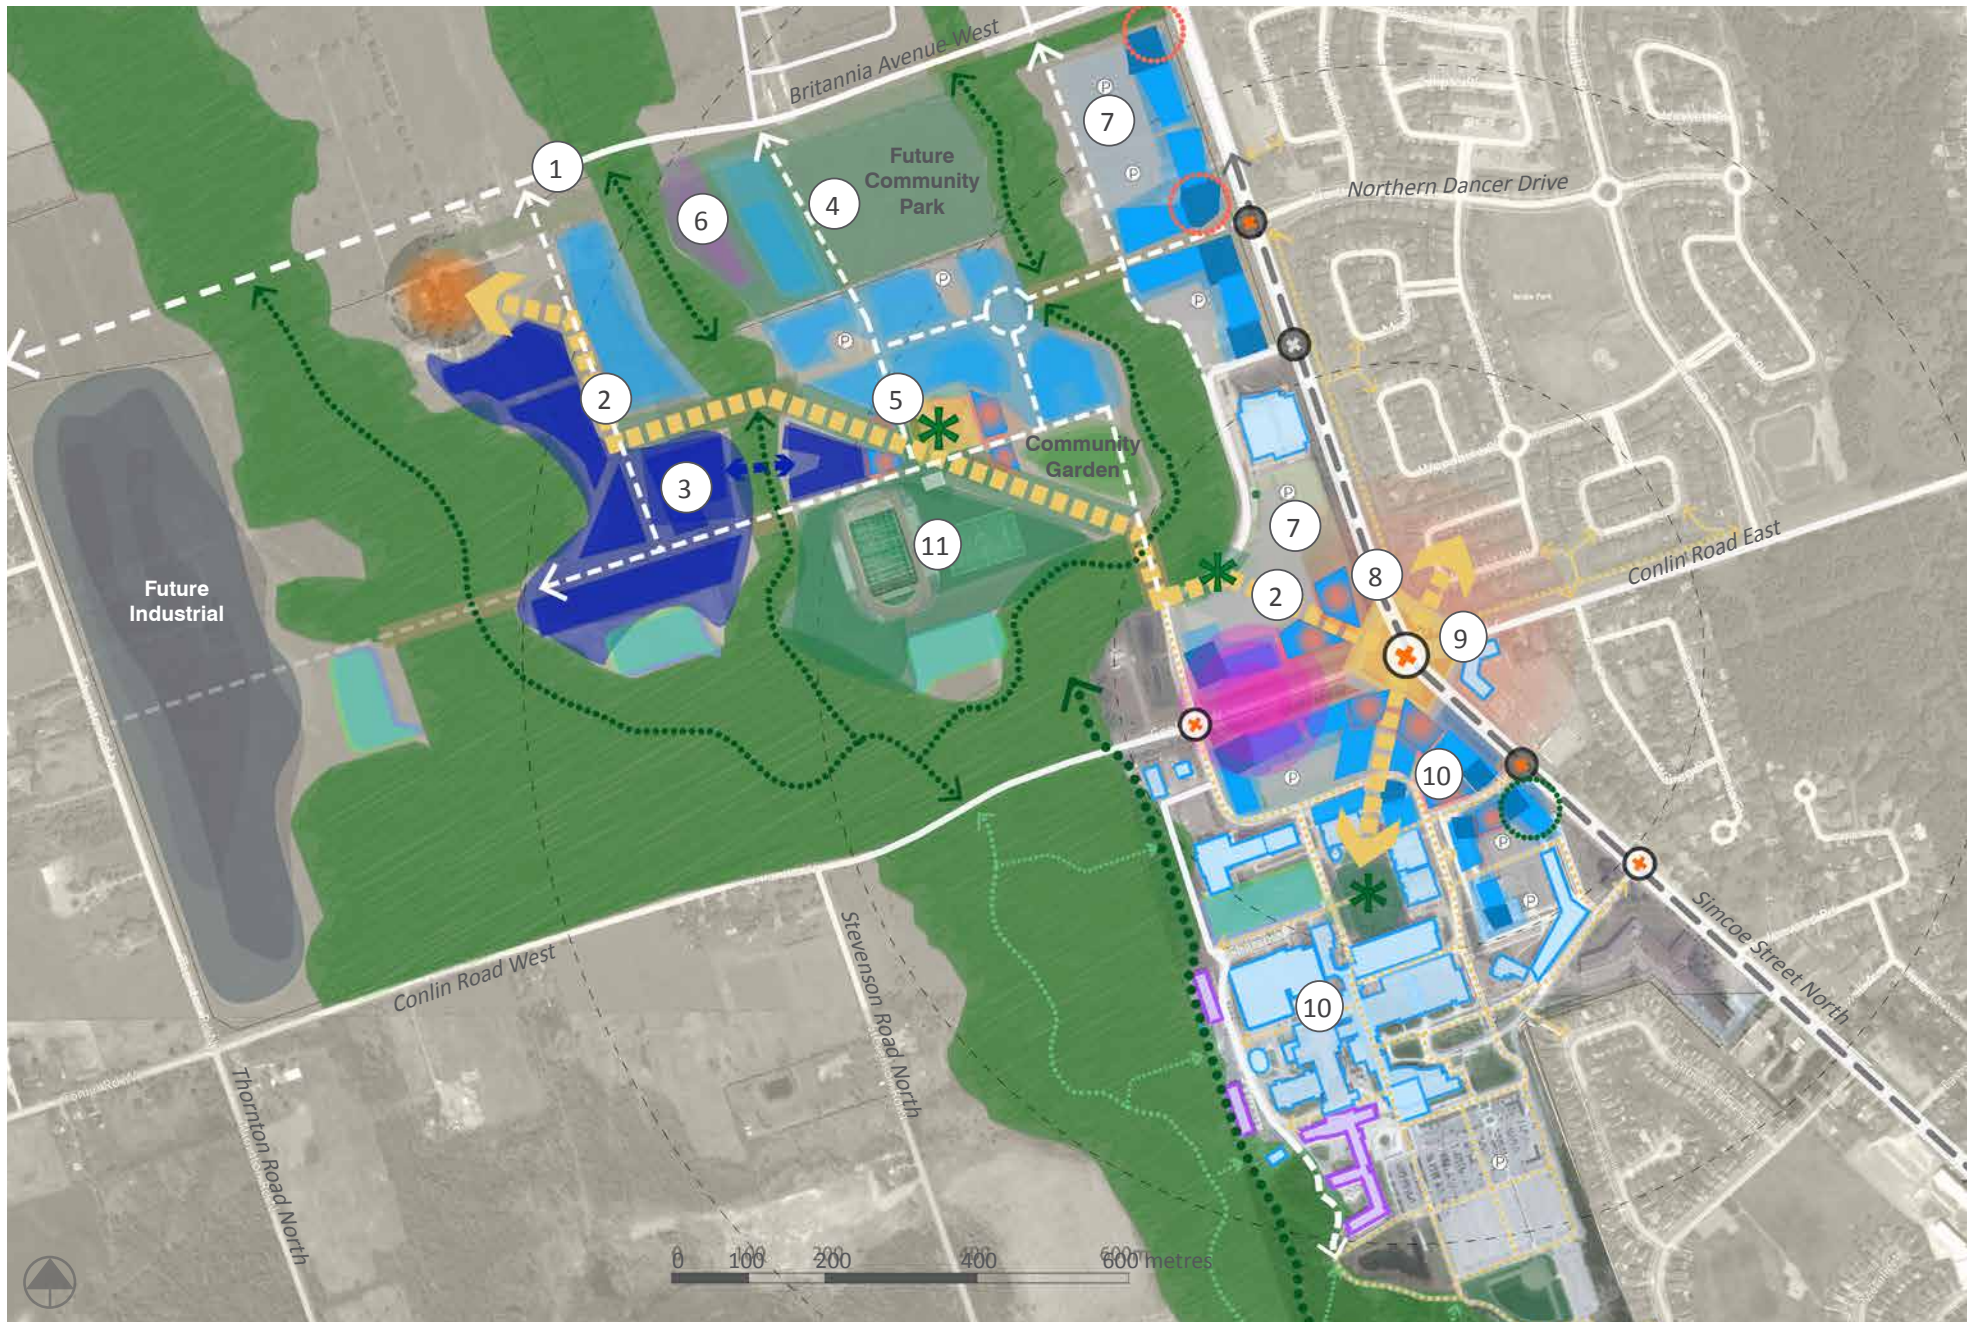 Britannia Avenue West
P
7
1
Future
Community
Park
4
6
P
Northern Dancer Drive
P
P
P
2
5
Community
Garden
3
P
7
11
8
Conlin Road East
Future
Industrial
2
9
10
P
P
P
Conlin Road West
Stevenson Road North
Simcoe Street North
10
Thornton Road North
P
0 100 200 400 600 metres